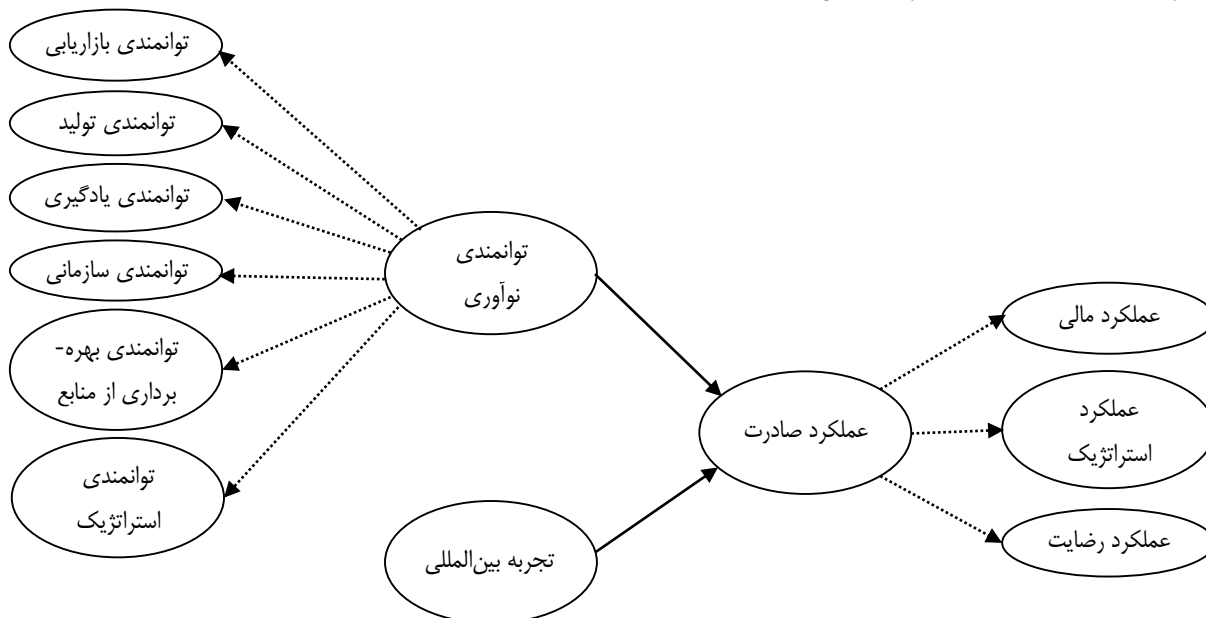 توانمندی بازاریابی
توانمندی تولید
توانمندی یادگیری
توانمندی سازمانی
توانمندی بهره-
برداری از منابع
توانمندی
استراتژیک
توانمندی
نوآوری
تجربه بین‌المللی
عملکرد صادرت
عملکرد مالی
عملکرد
استراتژیک
عملکرد رضایت